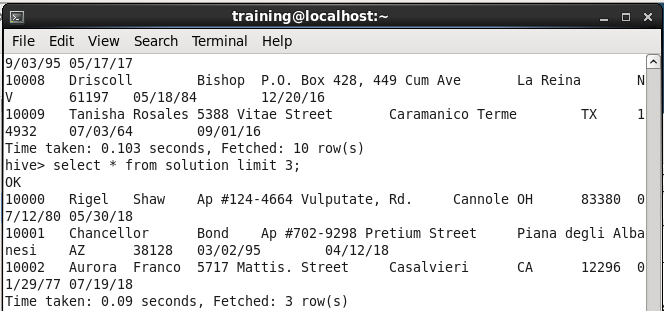 training@localhost:~
File Edit View Search Terminal Help
9/03/95 05/17/17
10008 Driscoll Bishop P.O. Box 428, 449 Cum Ave La Reina N
V 61197 05/18/84 12/20/16
10009 Tanisha Rosales 5388 Vitae Street Caramanico Terme TX 1
4932 07/03/64 09/01/16
Time taken: 0.103 seconds, Fetched: 10 row(s)
hive> select * from solution limit 3;
OK
10000 Rigel Shaw Ap #124-4664 Vulputate, Rd. Cannole OH 83380 0
7/12/80 05/30/18
10001 Chancellor Bond Ap #702-9298 Pretium Street Piana degli Alba
nesi AZ 38128 03/02/95 04/12/18
10002 Aurora Franco 5717 Mattis. Street Casalvieri CA 12296 0
1/29/77 07/19/18
Time taken: 0.09 seconds, Fetched: 3 row(s)